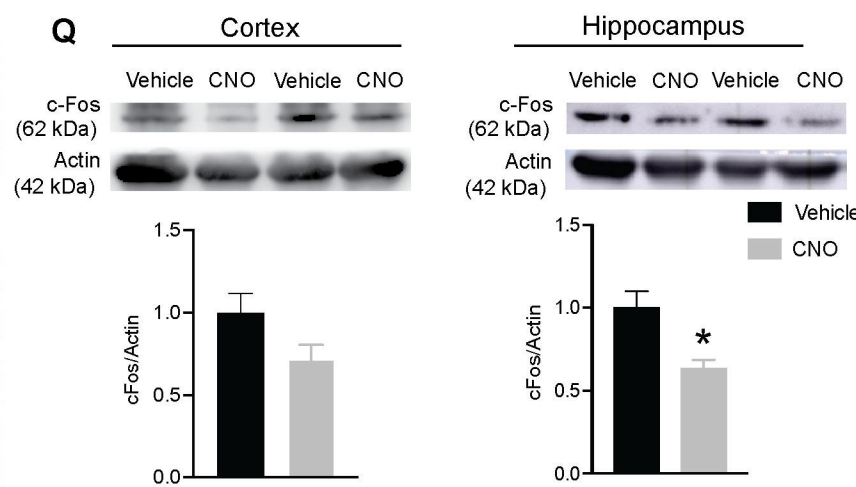 Q
Cortex
Vehicle CNO Vehicle CNO
c-Fos
(62 kDa)
Actin
(42 kDa)
1.5
1.0
0.5
0.0
cFos/Actin
Hippocampus
Vehicle CNO Vehicle CNO
c-Fos
(62 kDa)
Actin
(42 kDa)
1.5
1.0
0.5
0.0
cFos/Actin
*
Vehicle
CNO